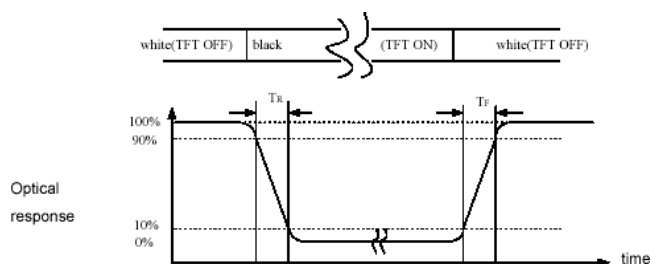 white(TFT OFF) black (TFT ON) white(TFT OFF)
TR TF
100%
90%
Optical
response
10%
0%
time